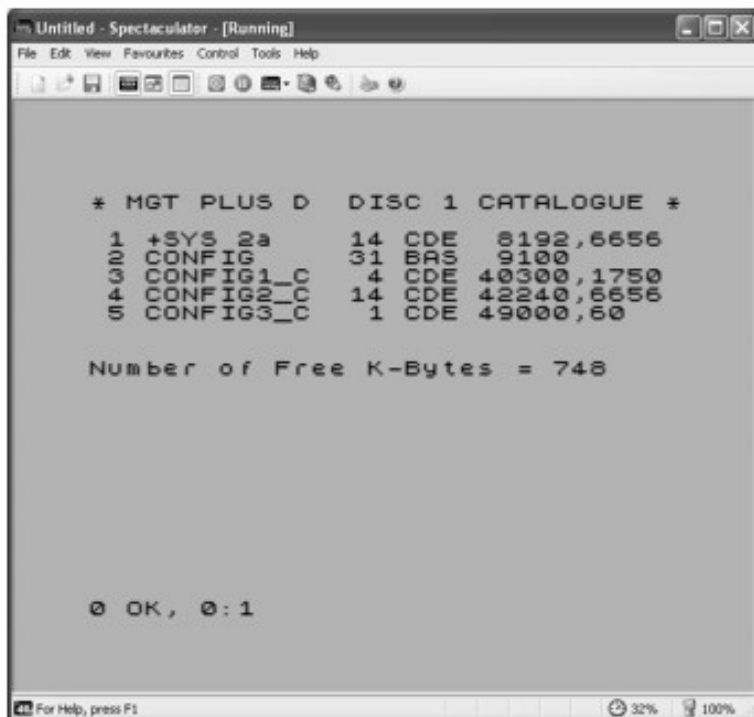 Untitled - Spectaculator - [Running]
File Edit View Favourites Control Tools Help
* MGT PLUS D DISC 1 CATALOGUE *
1 +SYS 2a 14 CDE 8192,6656
2 CONFIG 31 BAS 9100
3 CONFIG1_C 4 CDE 40300,1750
4 CONFIG2_C 14 CDE 42240,6656
5 CONFIG3_C 1 CDE 49000,60
Number of Free K-Bytes = 748
0 OK, 0:1
For Help, press F1 32% 100%